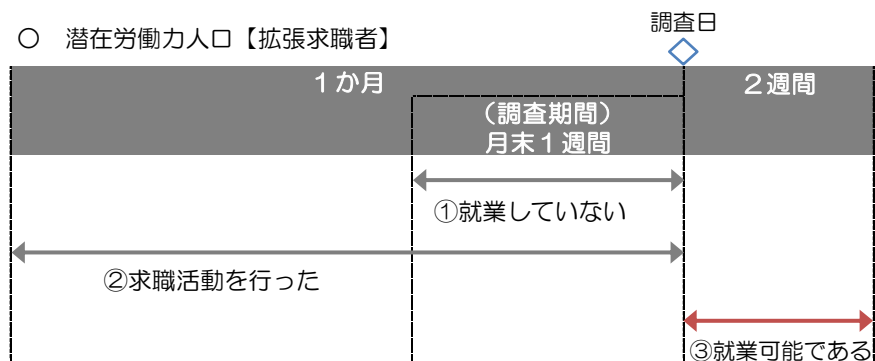 ○ 潜在労働力人口【拡張求職者】
調査日
１か月
２週間
（調査期間）
月末１週間
①就業していない
②求職活動を行った
③就業可能である